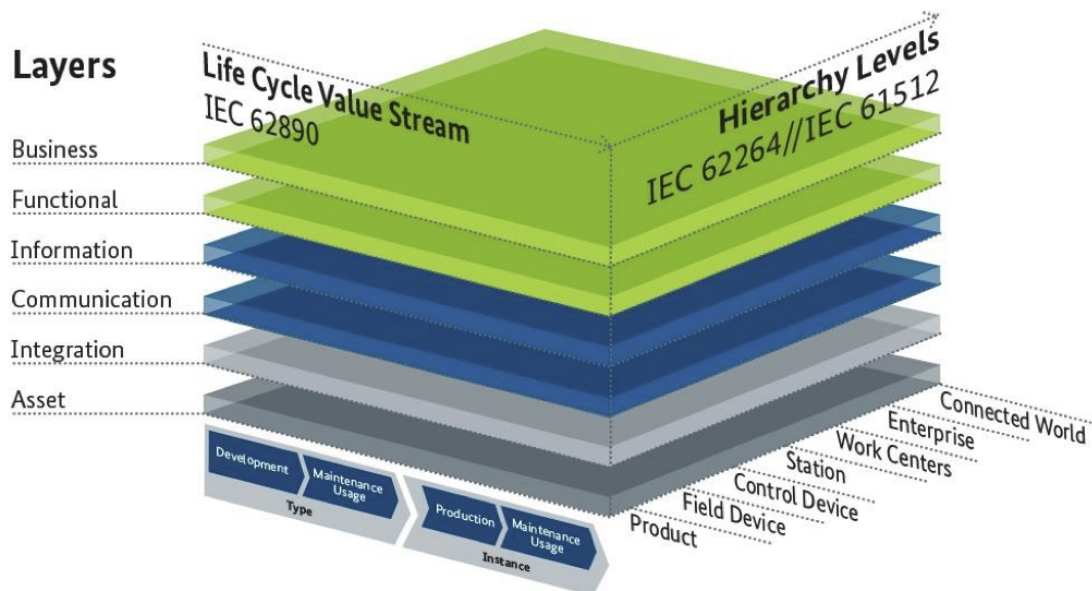 Layers
Life Cycle Value Stream
IEC 62890
Hierarchy Levels
IEC 62264//IEC 61512
Business
Functional
Information
Communication
Integration
Asset
Development
Maintenance
Usage
Type
Production
Maintenance
Usage
Instance
Connected World
Enterprise
Work Centers
Station
Control Device
Field Device
Product